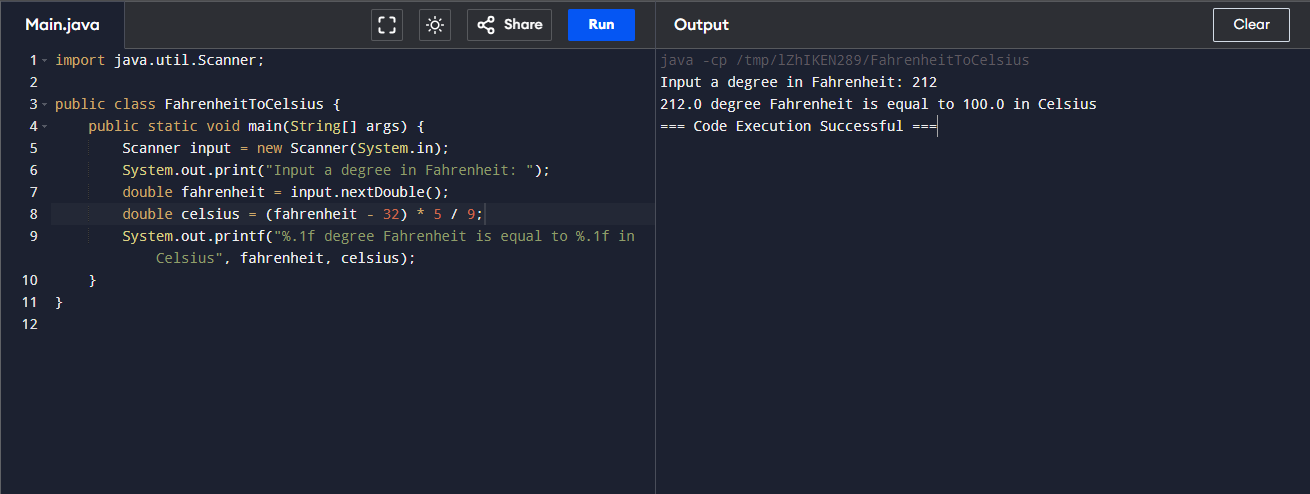 Main.java
Share
Run
Output
Clear
1 import java.util.Scanner;
2
3 public class FahrenheitToCelsius {
4 public static void main(String[] args) {
5 Scanner input = new Scanner(System.in);
6 System.out.print("Input a degree in Fahrenheit: ");
7 double fahrenheit = input.nextDouble();
8 double celsius = (fahrenheit - 32) * 5 / 9;
9 System.out.printf("%.1f degree Fahrenheit is equal to %.1f in
Celsius", fahrenheit, celsius);
10 }
11 }
12
java -cp /tmp/lZhIKEN289/FahrenheitToCelsius
Input a degree in Fahrenheit: 212
212.0 degree Fahrenheit is equal to 100.0 in Celsius
=== Code Execution Successful ===